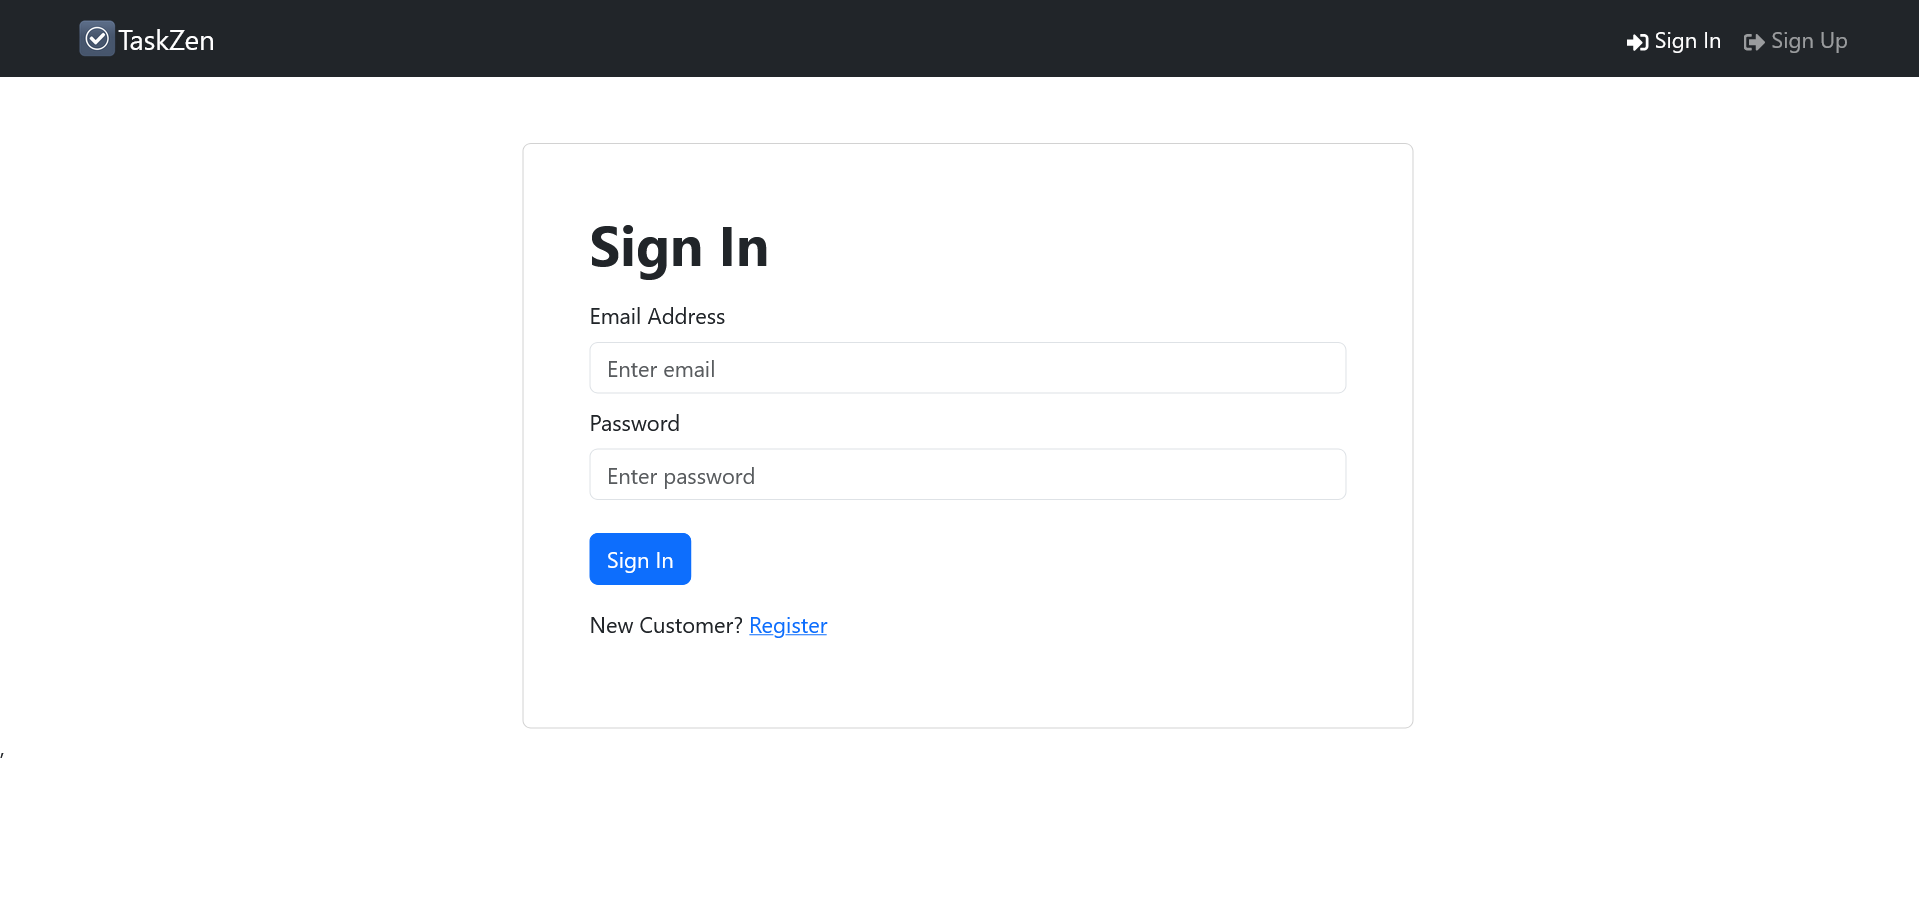 TaskZen
Sign In
Sign Up
Sign In
Email Address
Enter email
Password
Enter password
Sign In
New Customer? Register
,